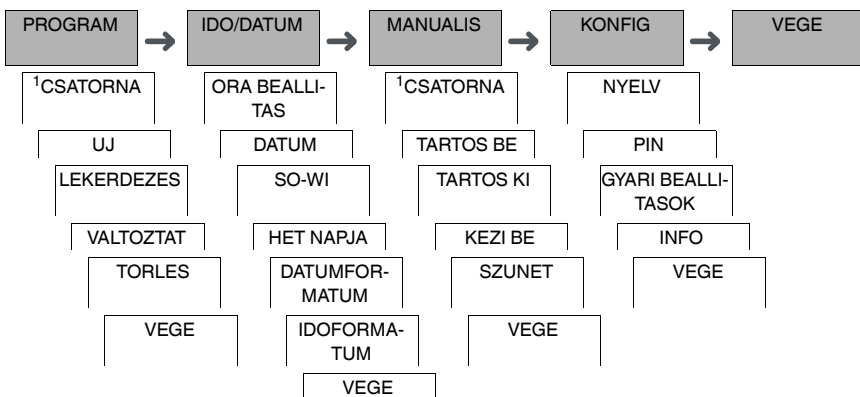 PROGRAM
IDO/DATUM
MANUALIS
KONFIG
VEGE
¹CSATORNA
UJ
LEKERDEZES
VALTOZTAT
TORLES
VEGE
ORA BEALLI-
TAS
DATUM
SO-WI
HET NAPJA
DATUMFOR-
MATUM
IDOFORMA-
TUM
VEGE
¹CSATORNA
TARTOS BE
TARTOS KI
KEZI BE
SZUNET
VEGE
NYELV
PIN
GYARI BEALLI-
TASOK
INFO
VEGE